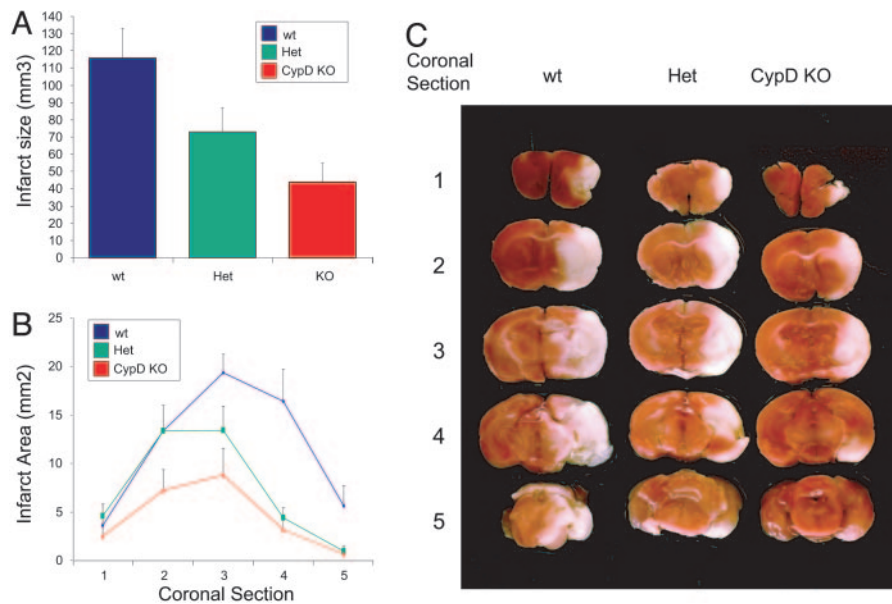 A
Infarct size (mm3)
140
130
120
110
100
90
80
70
60
50
40
30
20
10
0
wt
Het
CypD KO
wt
Het
KO
B
Infarct Area (mm2)
25
20
15
10
5
0
wt
Het
CypD KO
1
2
3
4
5
Coronal Section
C
Coronal
Section
wt
Het
CypD KO
1
2
3
4
5